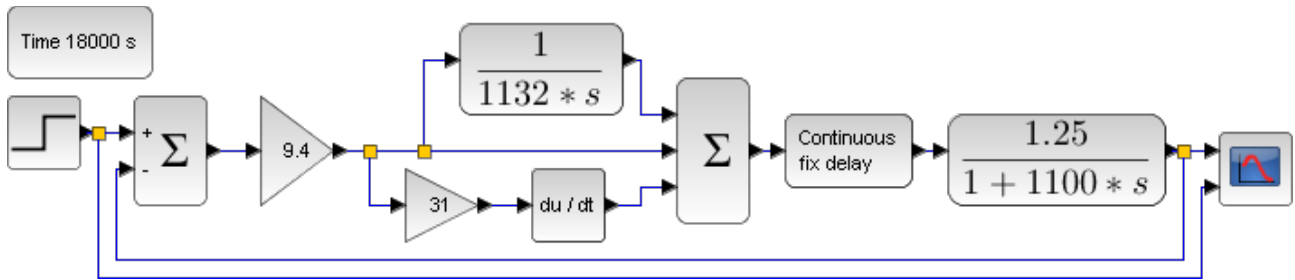 Time 18000 s
1
1132 * s
+
-
Σ
9.4
Σ
Continuous
fix delay
1.25
1 + 1100 * s
31
du / dt